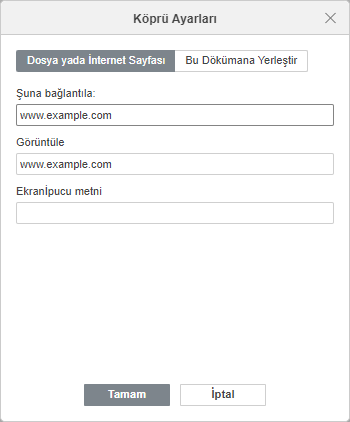 Köprü Ayarları
Dosya yada İnternet Sayfası
Bu Dökümana Yerleştir
Şuna bağlantıla:
www.example.com
Görüntüle
www.example.com
Ekranİpucu metni
Tamam
İptal